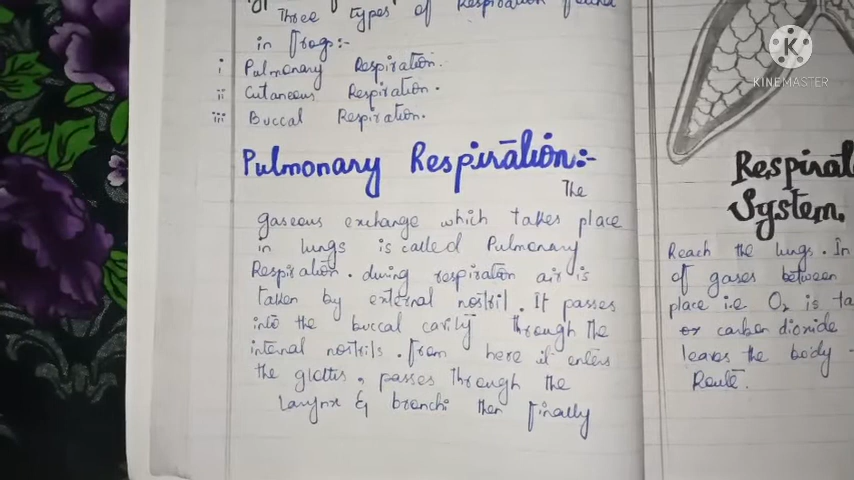 Three types of Respiration found
in frogs:-
i Pulmonary Respiration.
ii Cutaneous Respiration.
iii Buccal Respiration.
Pulmonary Respiration:-
The
gaseous exchange which takes place
in lungs is called Pulmonary
Respiration. during respiration air is
taken by external nostril. It passes
into the buccal cavity through the
internal nostrils. from here it enters
the glottis, passes through the
Larynx & bronchi then finally
KINEMASTER
Respirat
System.
Reach the lungs. In
of gases between
place i.e O₂ is ta
or carbon dioxide
leaves the body
Route.